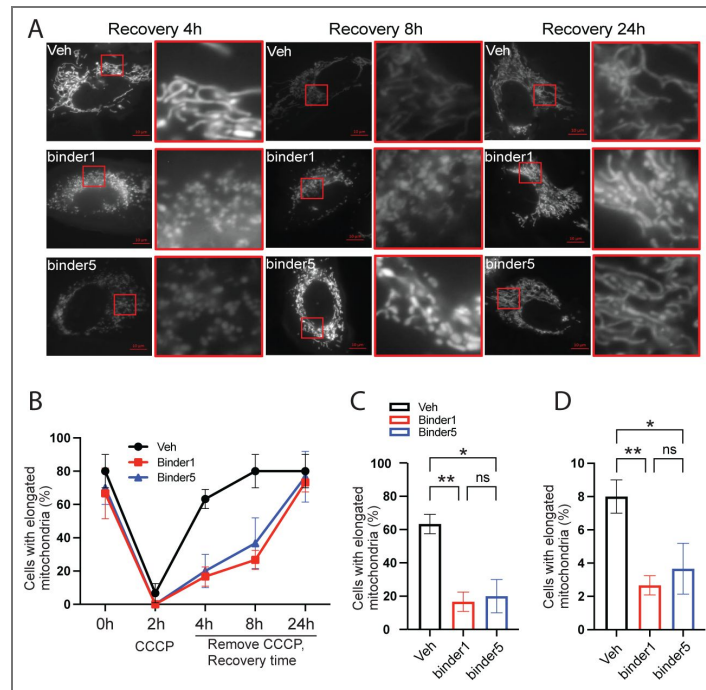 A
Recovery 4h
Recovery 8h
Recovery 24h
Veh
Veh
Veh
binder1
binder1
binder1
binder5
binder5
binder5
B
Cells with elongated
mitochondria (%)
100
80
60
40
20
0
Veh
Binder1
Binder5
0h
2h
4h
8h
24h
CCCP
Remove CCCP,
Recovery time
C
Veh
Binder1
Binder5
Cells with elongated
mitochondria (%)
100
80
60
40
20
0
*
**
ns
Veh
binder1
binder5
D
Cells with elongated
mitochondria (%)
10
8
6
4
2
0
*
**
ns
Veh
binder1
binder5